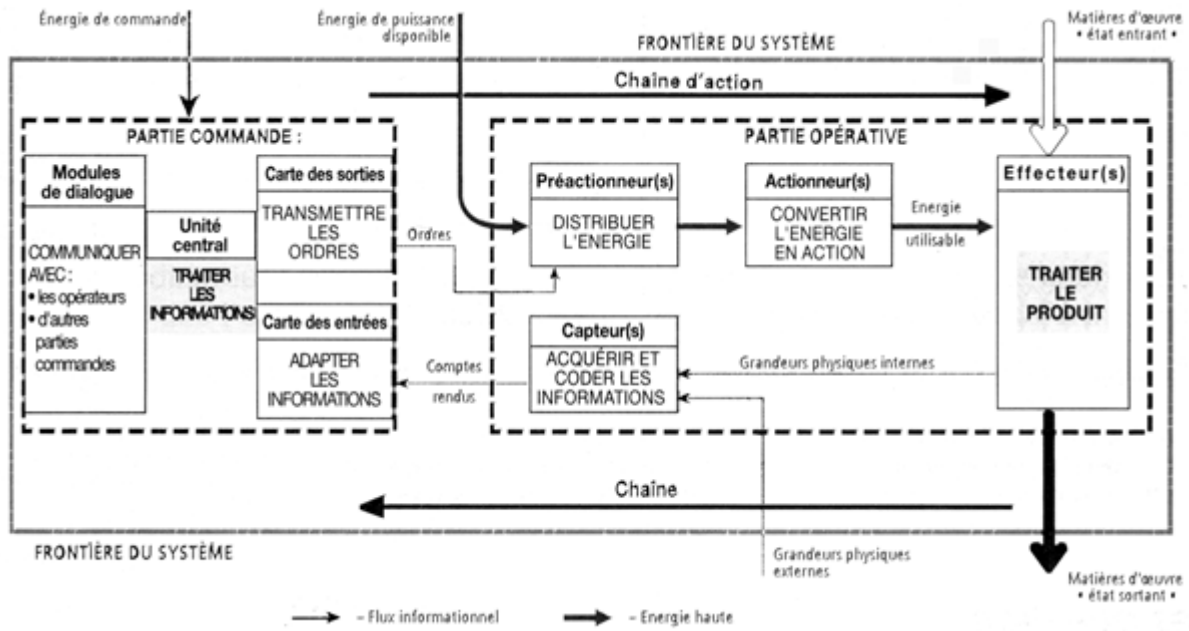 Énergie de commande
Énergie de puissance
disponible
Matières d'œuvre
• état entrant •
FRONTIÈRE DU SYSTÈME
Chaîne d'action
PARTIE COMMANDE :
PARTIE OPÉRATIVE
Modules
de dialogue
COMMUNIQUER
AVEC :
• les opérateurs
• d'autres
parties
commandes
Unité
central
TRAITER
LES
INFORMATIONS
Carte des sorties
TRANSMETTRE
LES
ORDRES
Carte des entrées
ADAPTER
LES
INFORMATIONS
Ordres
Comptes
rendus
Préactionneur(s)
DISTRIBUER
L'ENERGIE
Actionneur(s)
CONVERTIR
L'ENERGIE
EN ACTION
Energie
utilisable
Effecteur(s)
TRAITER
LE
PRODUIT
Capteur(s)
ACQUÉRIR ET
CODER LES
INFORMATIONS
Grandeurs physiques internes
Chaîne
FRONTIÈRE DU SYSTÈME
Grandeurs physiques
externes
Matières d'œuvre
• état sortant •
– Flux informationnel
– Energie haute